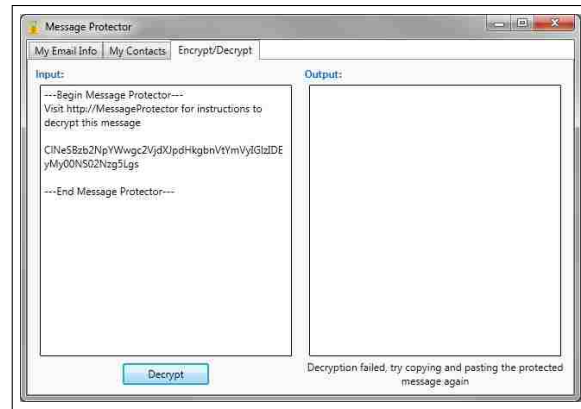 Message Protector
My Email Info My Contacts Encrypt/Decrypt
Input: Output:
---Begin Message Protector---
Visit http://MessageProtector for instructions to
decrypt this message
ClNeSBzb2NpYWwgc2VjdXJpdHkgbnVtYmVyIGlzIDE
yMy00NS02Nzg5Lgs
---End Message Protector---
Decrypt
Decryption failed, try copying and pasting the protected
message again